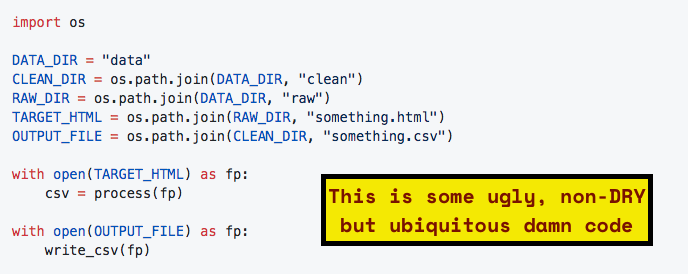 import os
DATA_DIR = "data"
CLEAN_DIR = os.path.join(DATA_DIR, "clean")
RAW_DIR = os.path.join(DATA_DIR, "raw")
TARGET_HTML = os.path.join(RAW_DIR, "something.html")
OUTPUT_FILE = os.path.join(CLEAN_DIR, "something.csv")
with open(TARGET_HTML) as fp:
    csv = process(fp)
with open(OUTPUT_FILE) as fp:
    write_csv(fp)
This is some ugly, non-DRY
but ubiquitous damn code